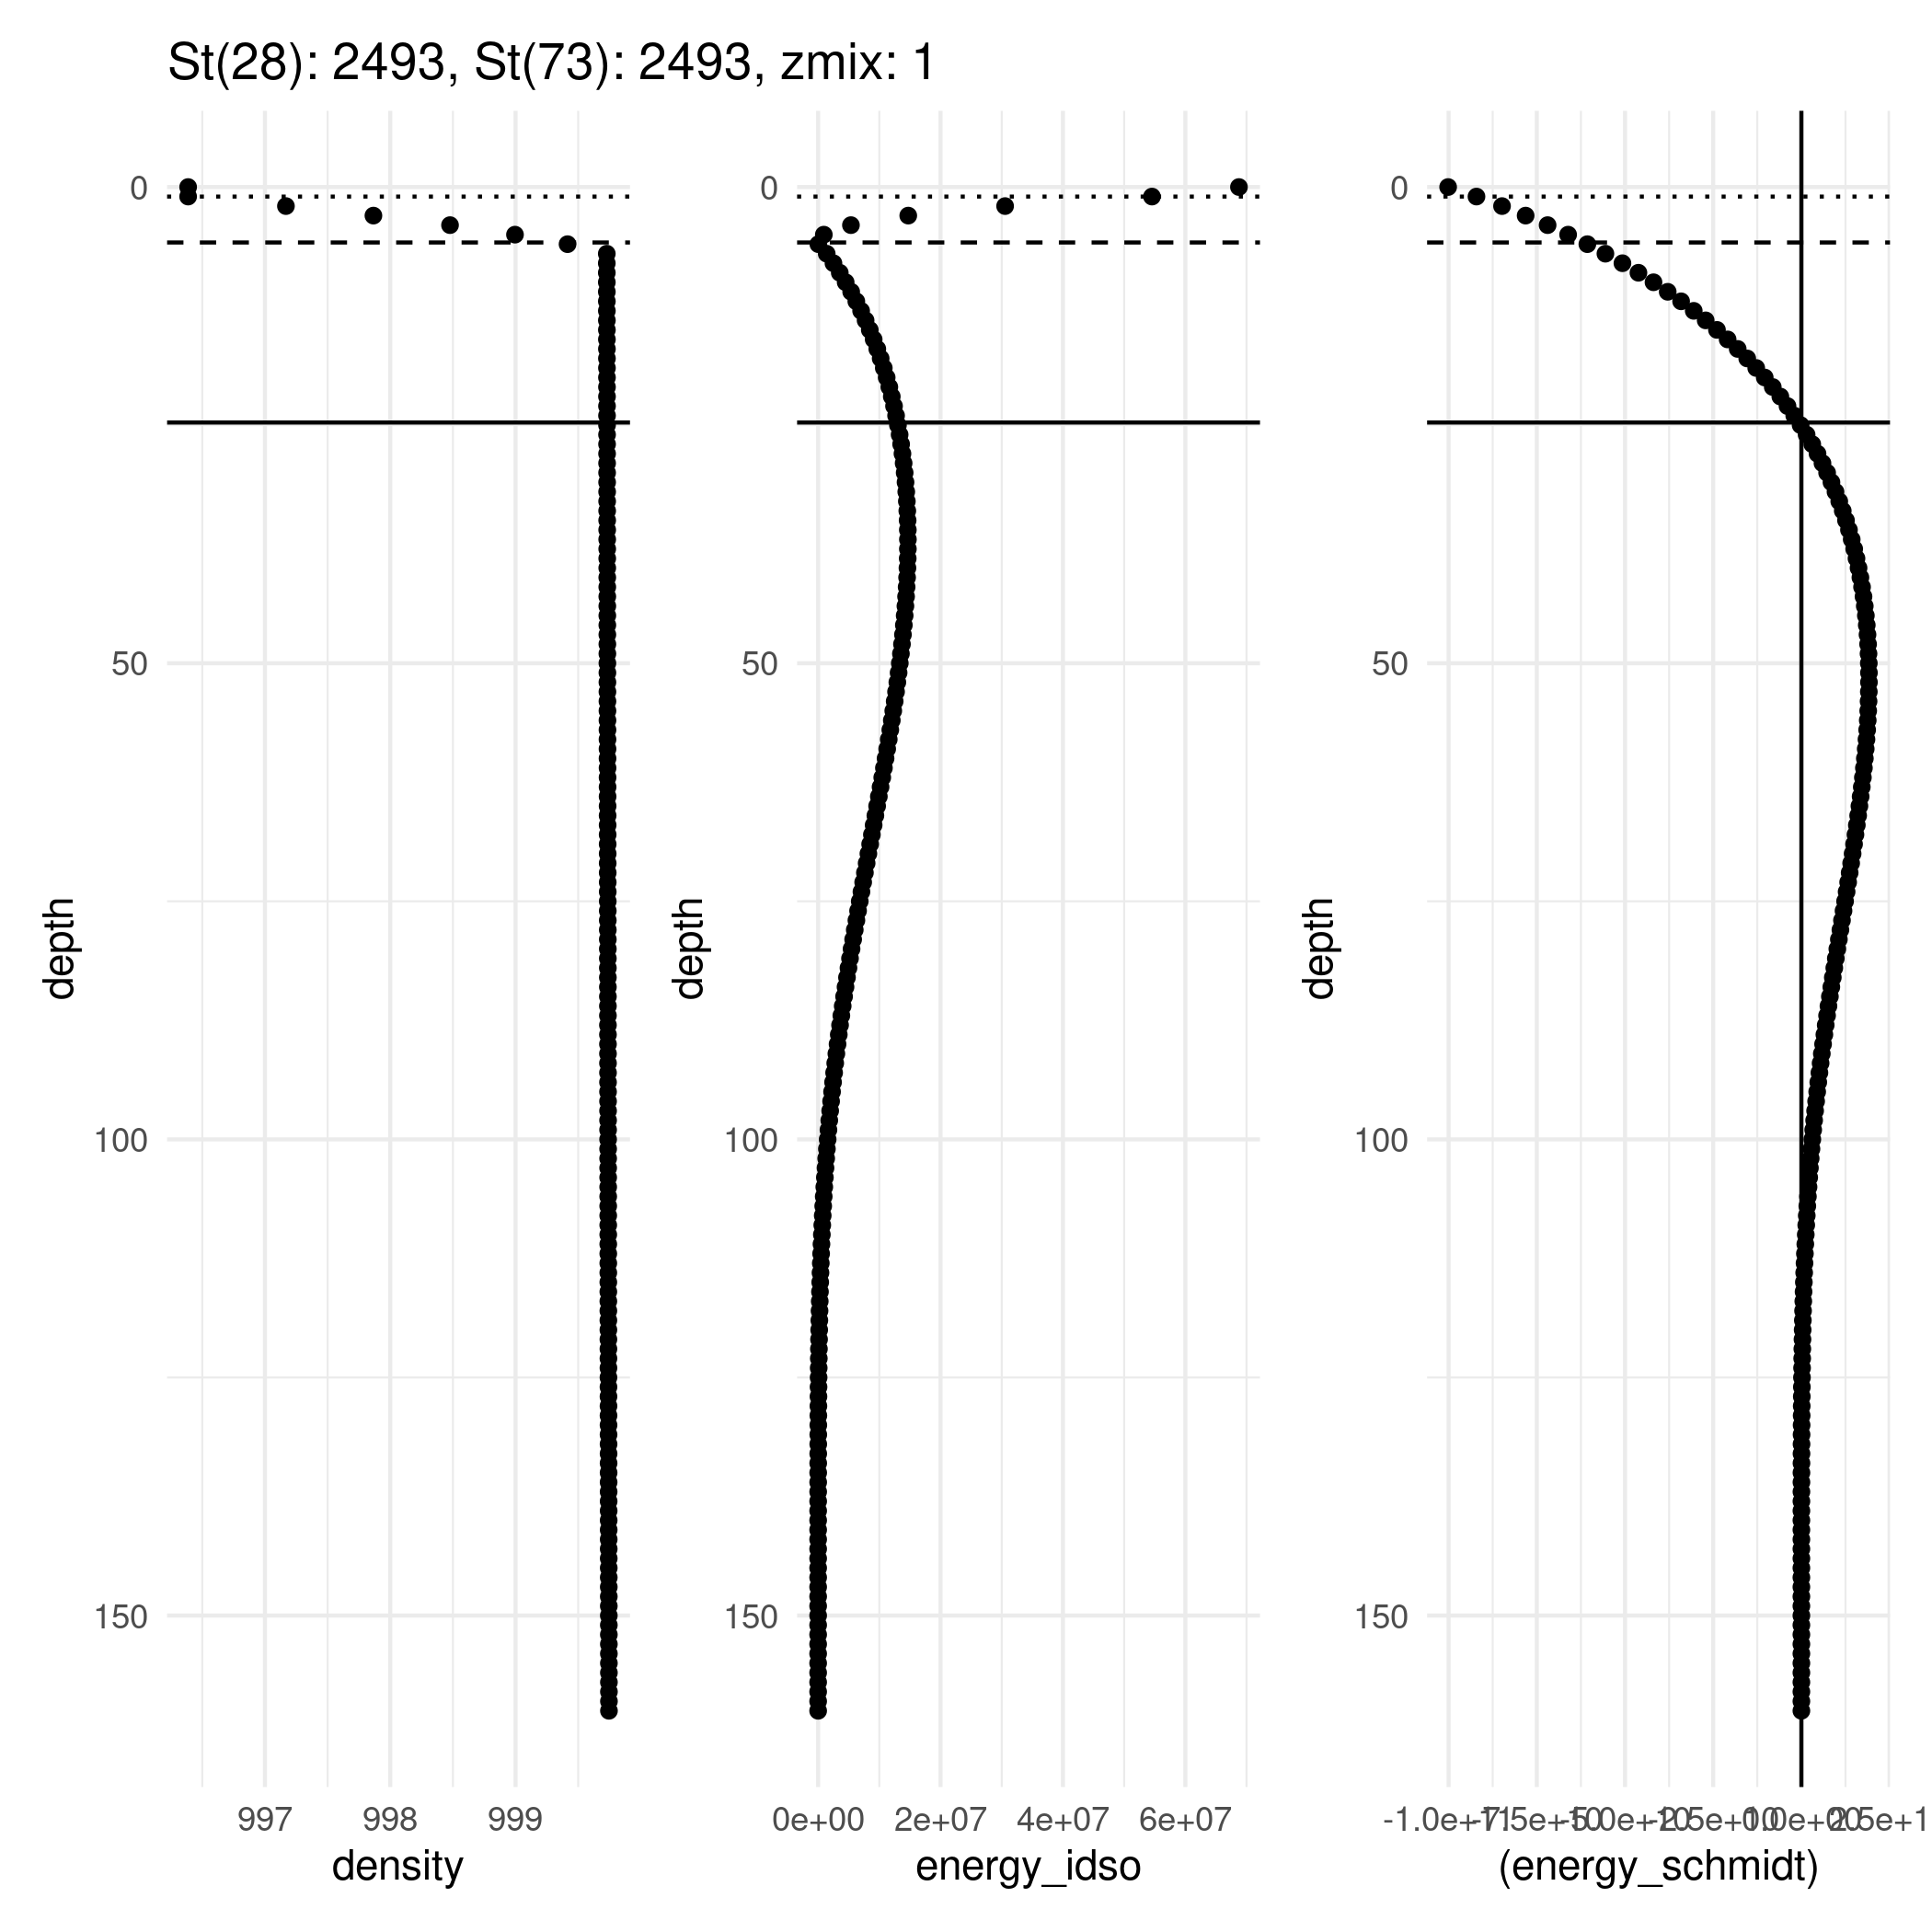 St(28): 2493, St(73): 2493, zmix: 1
0
50
100
150
depth
997 998 999
density
0
50
100
150
depth
0e+00 2e+07 4e+07 6e+07
energy_idso
0
50
100
150
depth
(energy_schmidt)